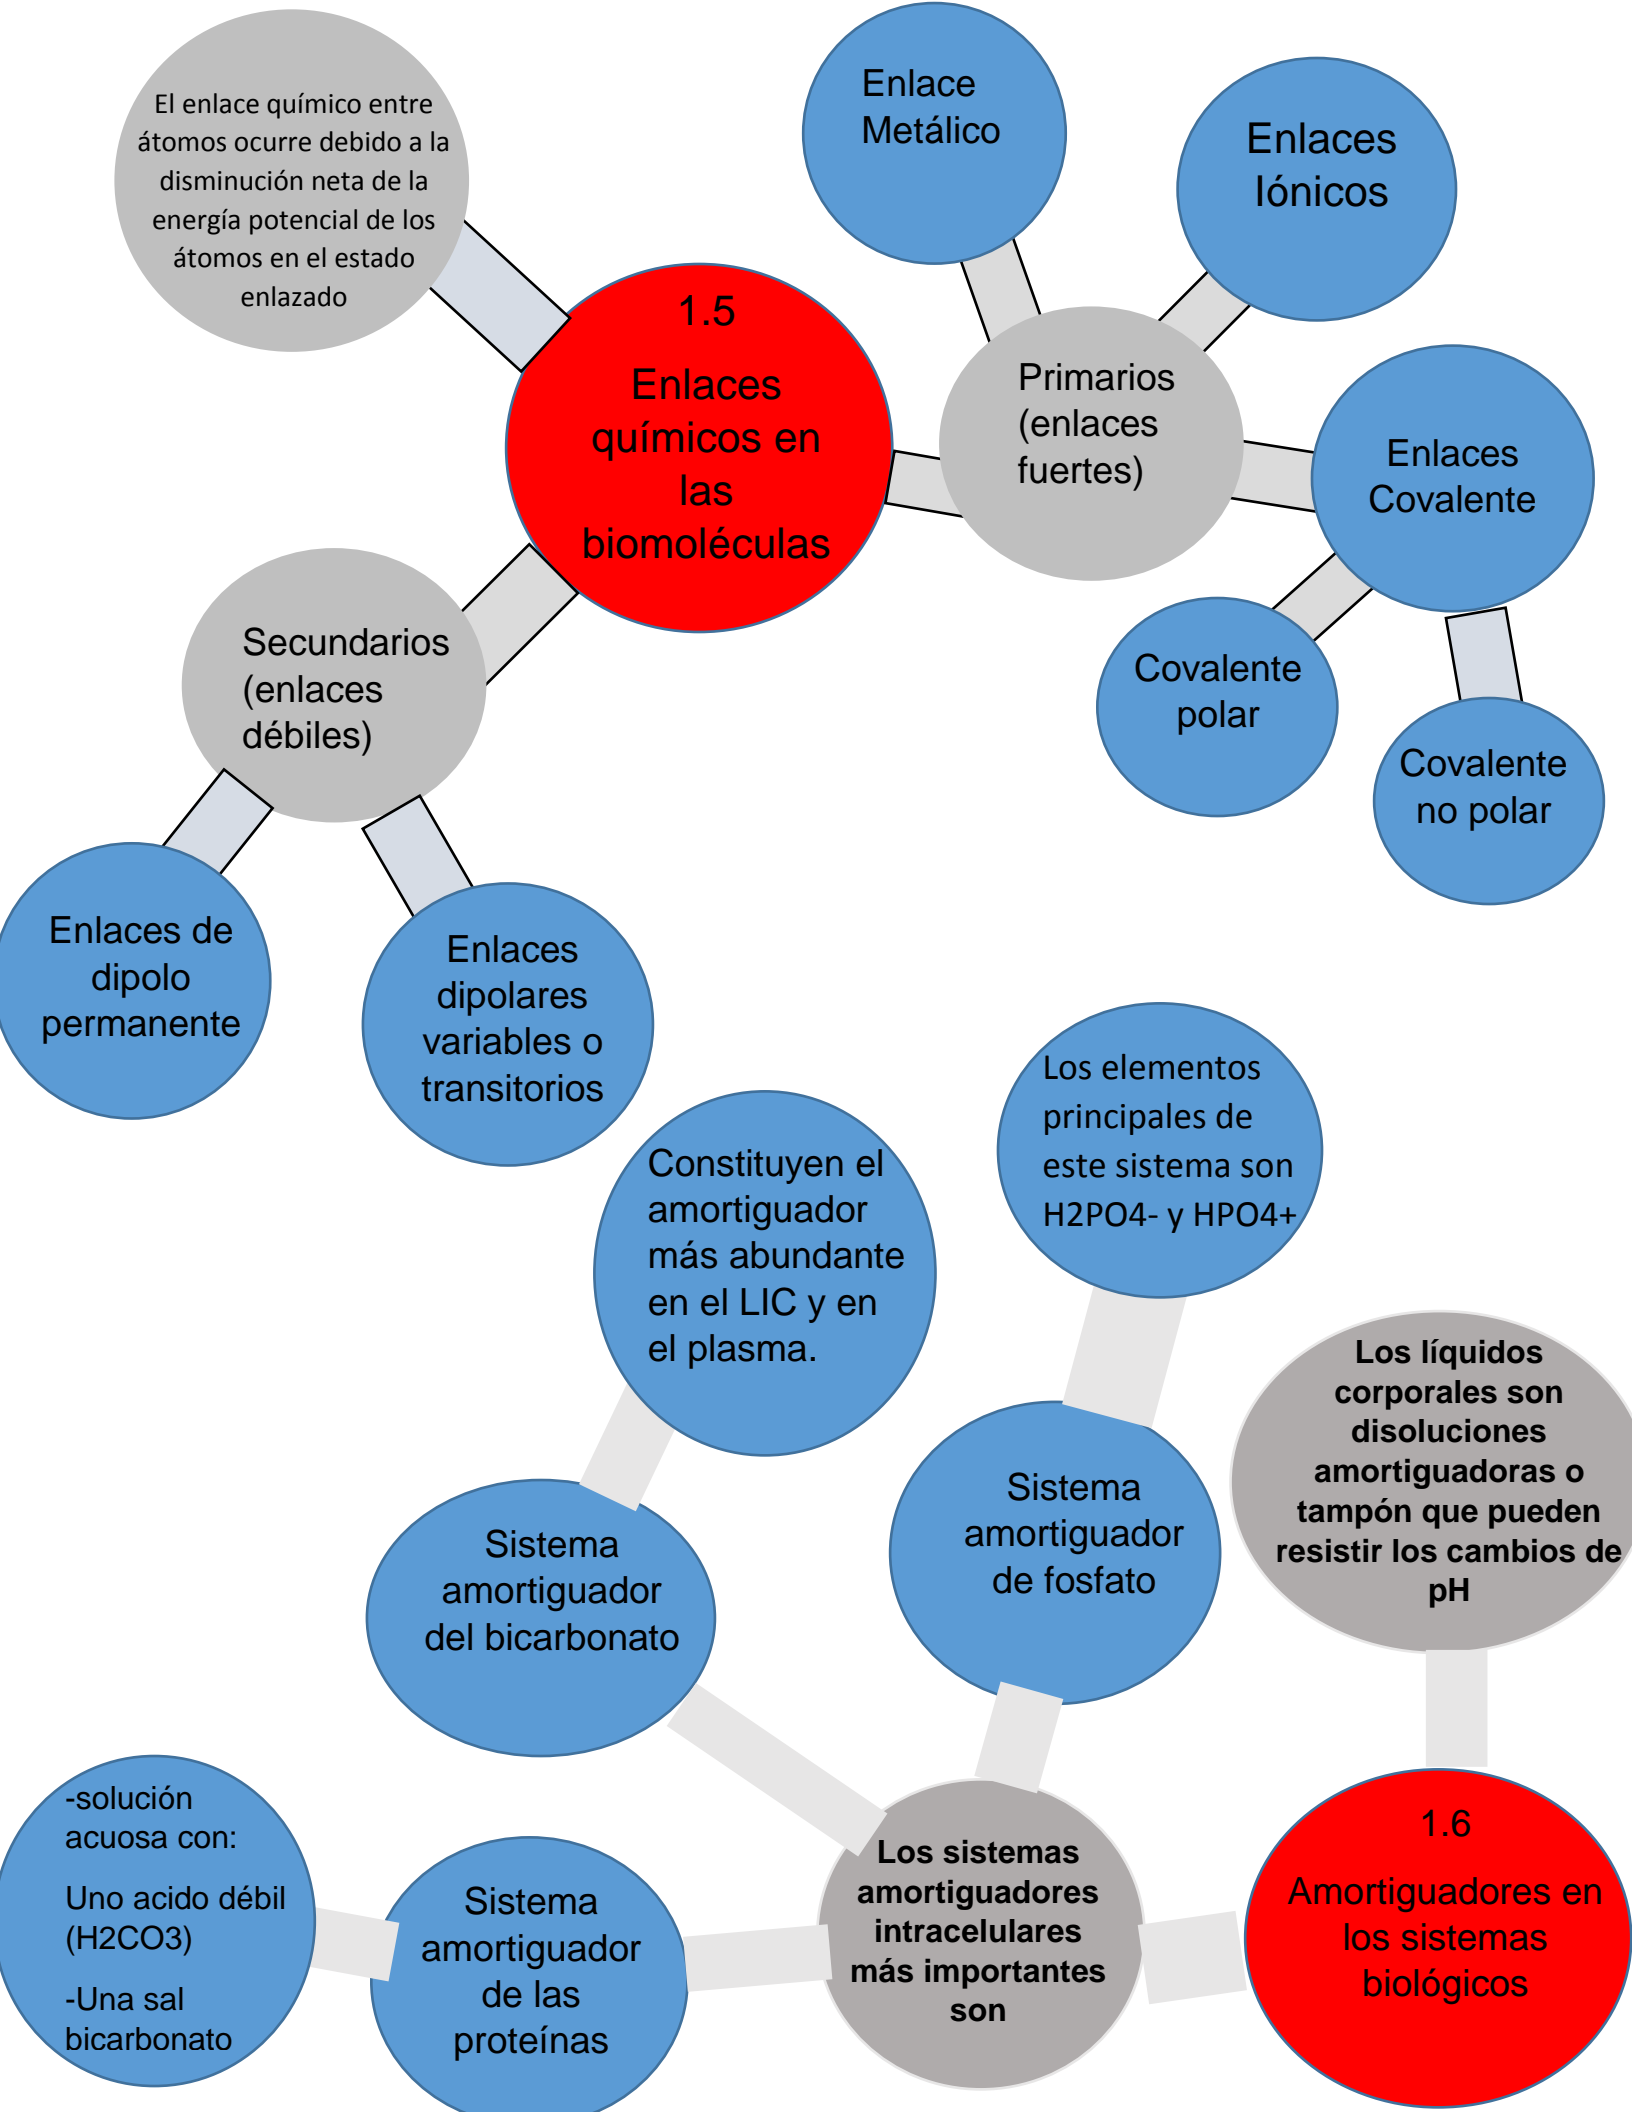 El enlace químico entre
átomos ocurre debido a la
disminución neta de la
energía potencial de los
átomos en el estado
enlazado
Enlace
Metálico
Enlaces
Iónicos
1.5
Enlaces
químicos en
las
biomoléculas
Primarios
(enlaces
fuertes)
Enlaces
Covalente
Covalente
polar
Covalente
no polar
Secundarios
(enlaces
débiles)
Enlaces de
dipolo
permanente
Enlaces
dipolares
variables o
transitorios
Constituyen el
amortiguador
más abundante
en el LIC y en
el plasma.
Los elementos
principales de
este sistema son
H2PO4- y HPO4+
Los líquidos
corporales son
disoluciones
amortiguadoras o
tampón que pueden
resistir los cambios de
pH
Sistema
amortiguador
del bicarbonato
Sistema
amortiguador
de fosfato
-solución
acuosa con:
Uno acido débil
(H2CO3)
-Una sal
bicarbonato
Sistema
amortiguador
de las
proteínas
Los sistemas
amortiguadores
intracelulares
más importantes
son
1.6
Amortiguadores en
los sistemas
biológicos